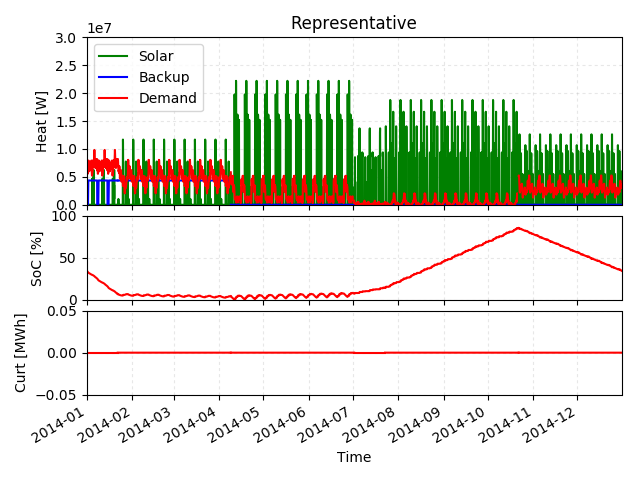 Representative
1e7
3.0
2.5
2.0
1.5
1.0
0.5
0.0
Heat [W]
Solar
Backup
Demand
100
50
0
SoC [%]
0.05
0.00
−0.05
Curt [MWh]
2014-01
2014-02
2014-03
2014-04
2014-05
2014-06
2014-07
2014-08
2014-09
2014-10
2014-11
2014-12
Time